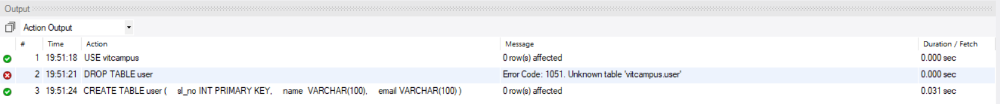 Output
Action Output
# Time Action Message Duration / Fetch
1 19:51:18 USE vitcampus 0 row(s) affected 0.000 sec
2 19:51:21 DROP TABLE user Error Code: 1051. Unknown table 'vitcampus.user' 0.000 sec
3 19:51:24 CREATE TABLE user ( sl_no INT PRIMARY KEY, name VARCHAR(100), email VARCHAR(100) ) 0 row(s) affected 0.031 sec